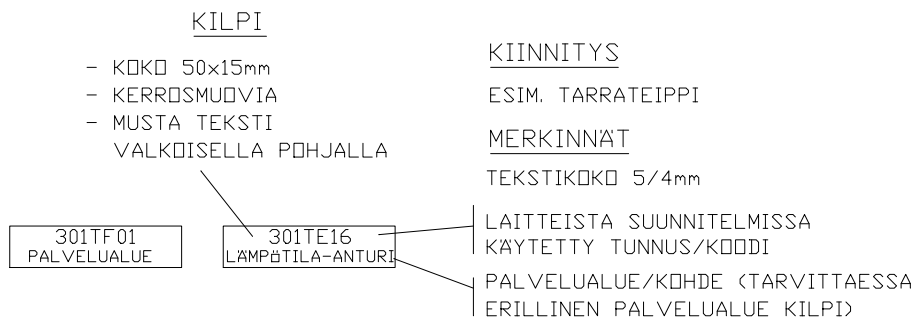 KILPI
- KOKO 50x15mm
- KERROSMUOVIA
- MUSTA TEKSTI
VALKOISELLA POHJALLA
KIINNITYS
ESIM. TARRATEIPPI
MERKINNÄT
TEKSTIKOKO 5/4mm
301TF01
PALVELUALUE
301TE16
LÄMPÖTILA-ANTURI
LAITTEISTA SUUNNITELMISSA
KÄYTETTY TUNNUS/KOODI
PALVELUALUE/KOHDE (TARVITTAESSA
ERILLINEN PALVELUALUE KILPI)